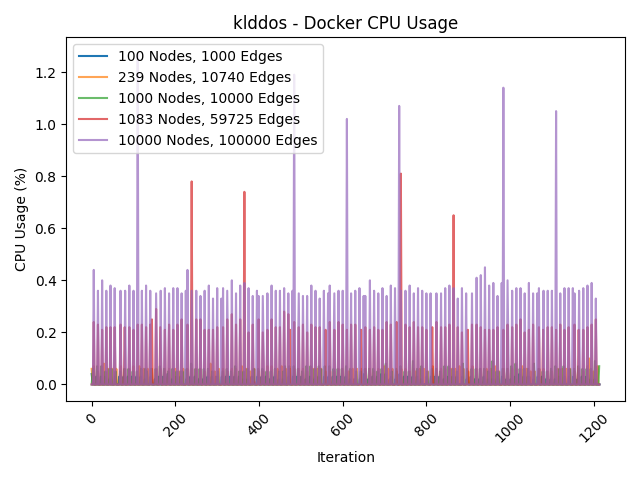 klddos - Docker CPU Usage
100 Nodes, 1000 Edges
239 Nodes, 10740 Edges
1000 Nodes, 10000 Edges
1083 Nodes, 59725 Edges
10000 Nodes, 100000 Edges
CPU Usage (%)
1.2
1.0
0.8
0.6
0.4
0.2
0.0
0
200
400
600
800
1000
1200
Iteration